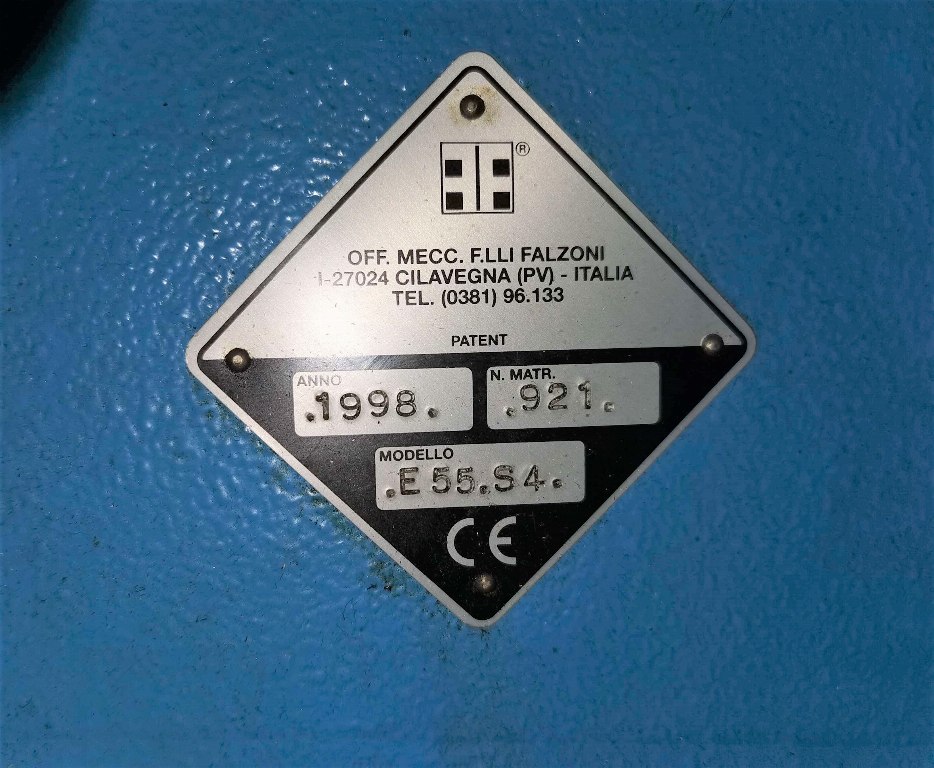 ®
OFF. MECC. F.LLI FALZONI
I-27024 CILAVEGNA (PV) - ITALIA
TEL. (0381) 96.133
PATENT
ANNO
.1998.
N. MATR.
.921.
MODELLO
.E55.S4.
CE